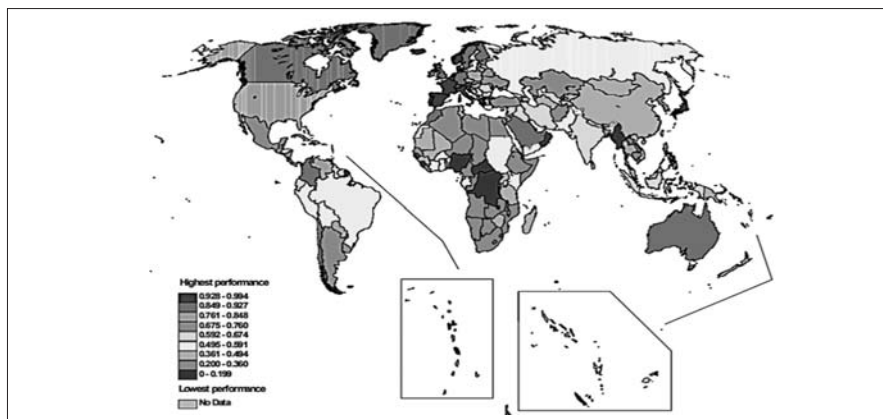 Highest performance
0.928 - 0.994
0.849 - 0.927
0.761 - 0.848
0.675 - 0.760
0.592 - 0.674
0.495 - 0.591
0.361 - 0.494
0.200 - 0.360
0 - 0.199
Lowest performance
No Data